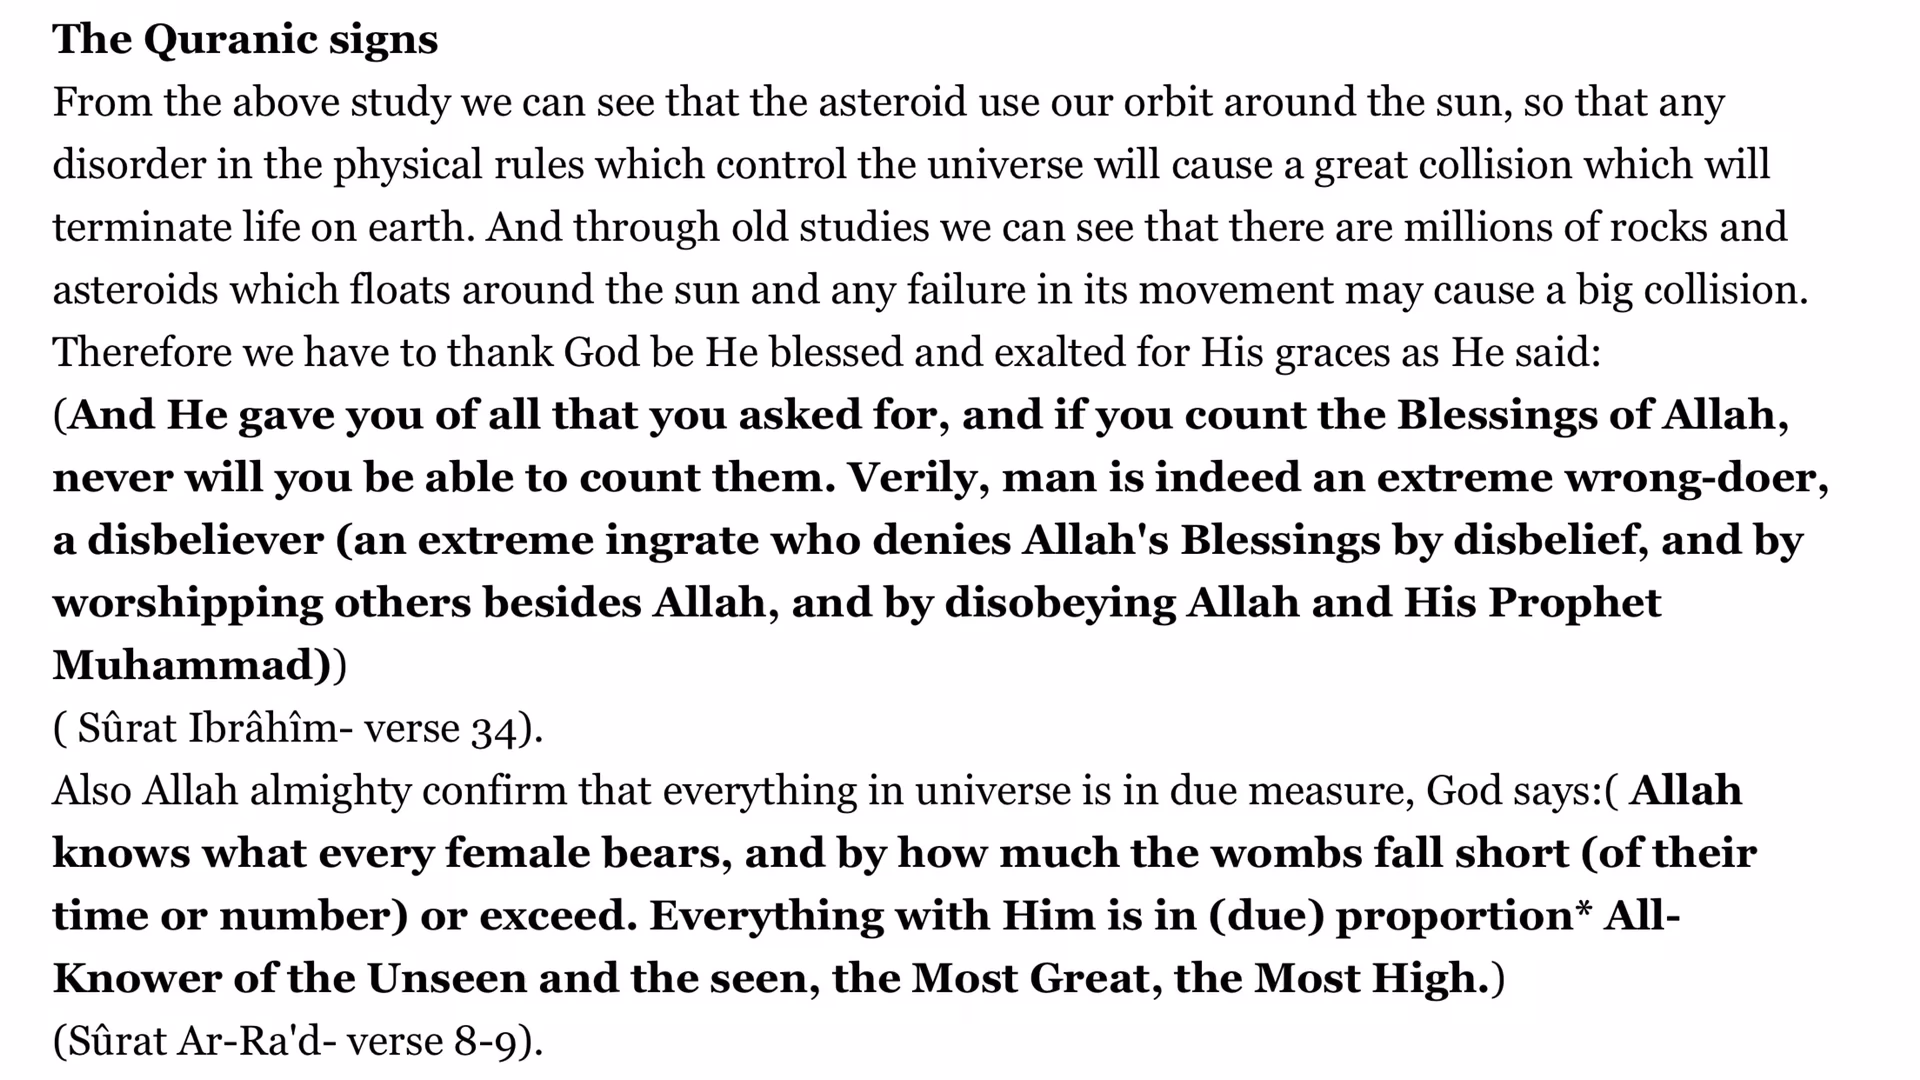 The Quranic signs
From the above study we can see that the asteroid use our orbit around the sun, so that any
disorder in the physical rules which control the universe will cause a great collision which will
terminate life on earth. And through old studies we can see that there are millions of rocks and
asteroids which floats around the sun and any failure in its movement may cause a big collision.
Therefore we have to thank God be He blessed and exalted for His graces as He said:
(And He gave you of all that you asked for, and if you count the Blessings of Allah,
never will you be able to count them. Verily, man is indeed an extreme wrong-doer,
a disbeliever (an extreme ingrate who denies Allah's Blessings by disbelief, and by
worshipping others besides Allah, and by disobeying Allah and His Prophet
Muhammad))
( Sûrat Ibrâhîm- verse 34).
Also Allah almighty confirm that everything in universe is in due measure, God says:( Allah
knows what every female bears, and by how much the wombs fall short (of their
time or number) or exceed. Everything with Him is in (due) proportion* All-
Knower of the Unseen and the seen, the Most Great, the Most High.)
(Sûrat Ar-Ra'd- verse 8-9).